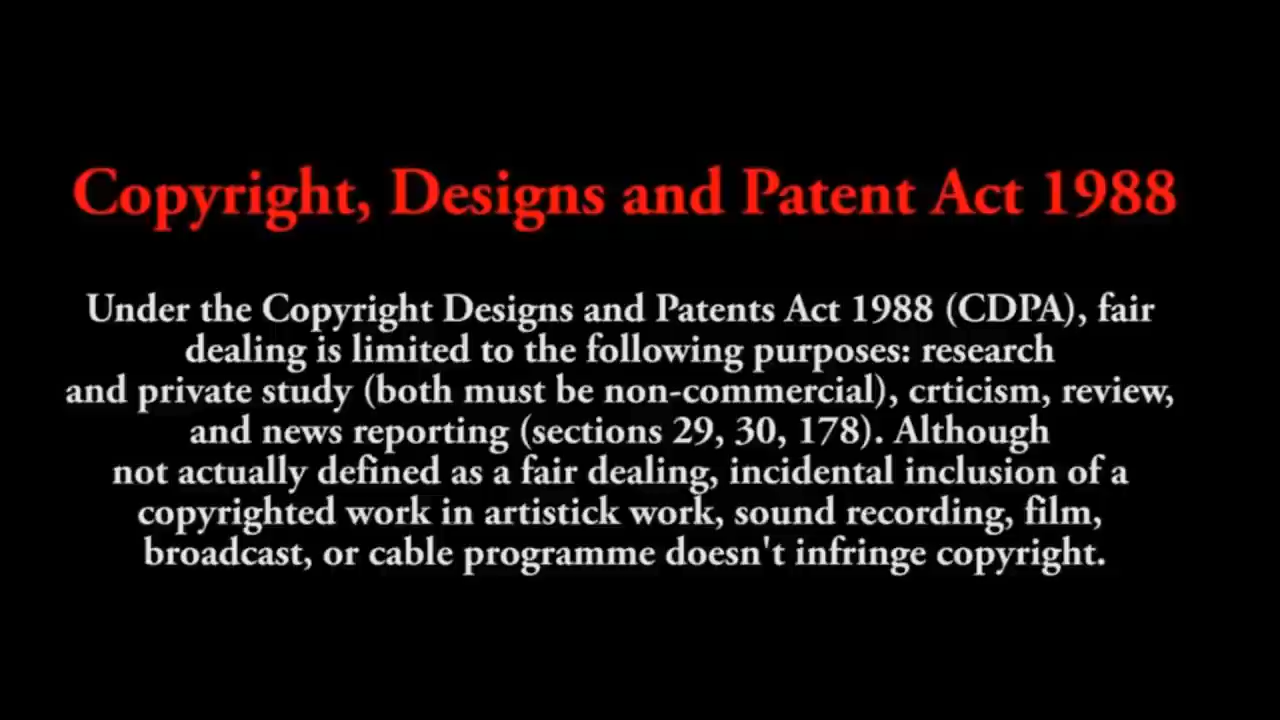 Copyright, Designs and Patent Act 1988
Under the Copyright Designs and Patents Act 1988 (CDPA), fair
dealing is limited to the following purposes: research
and private study (both must be non-commercial), crticism, review,
and news reporting (sections 29, 30, 178). Although
not actually defined as a fair dealing, incidental inclusion of a
copyrighted work in artistick work, sound recording, film,
broadcast, or cable programme doesn't infringe copyright.